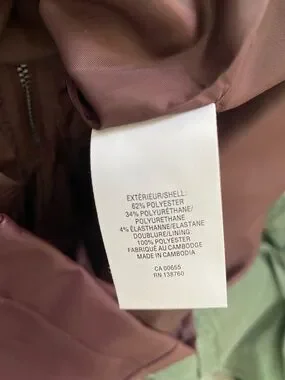 EXTÉRIEUR/SHELL:
62% POLYESTER
34% POLYURÉTHANE/
POLYURETHANE
4% ÉLASTHANNE/ELASTANE
DOUBLURE/LINING:
100% POLYESTER
FABRIQUÉ AU CAMBODGE
MADE IN CAMBODIA
CA 00655
RN 138760